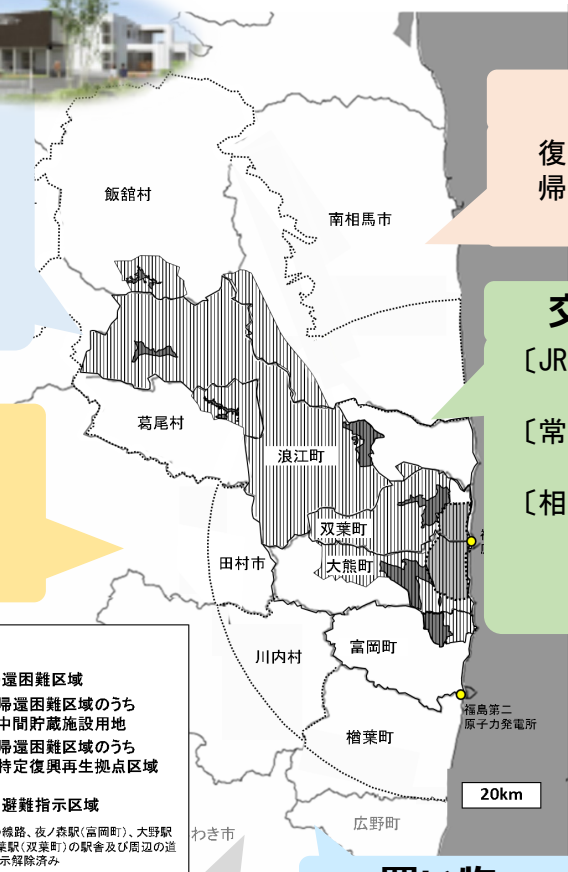 復
帰
飯舘村
南相馬市
交
〔JR
葛尾村
〔常
浪江町
〔相
双葉町
田村市
大熊町
川内村
富岡町
還困難区域
帰還困難区域のうち
中間貯蔵施設用地
帰還困難区域のうち
特定復興再生拠点区域
避難指示区域
線路、夜ノ森駅(富岡町)、大野駅
葉駅(双葉町)の駅舎及び周辺の道
示解除済み
福島第二
原子力発電所
楢葉町
20km
わき市
広野町